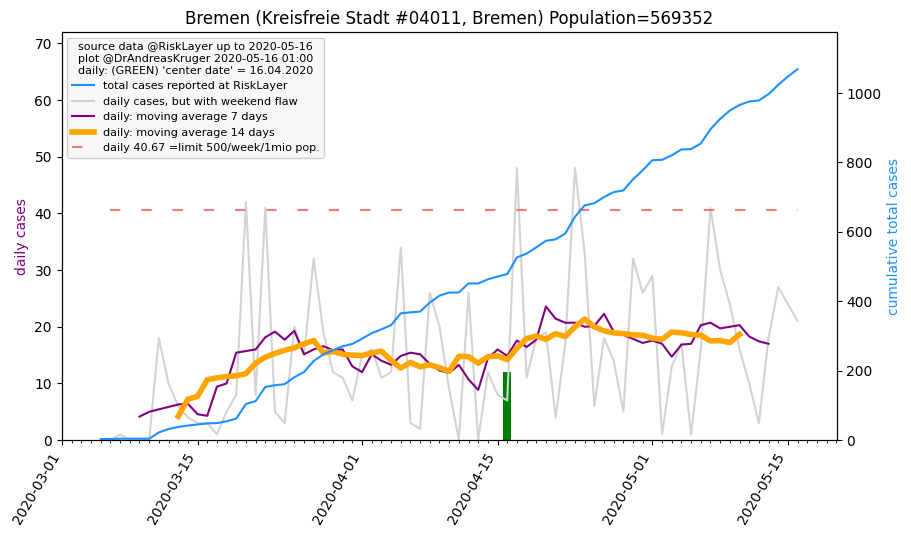 Bremen (Kreisfreie Stadt #04011, Bremen) Population=569352
source data @RiskLayer up to 2020-05-16
plot @DrAndreasKruger 2020-05-16 01:00
daily: (GREEN) 'center date' = 16.04.2020
total cases reported at RiskLayer
daily cases, but with weekend flaw
daily: moving average 7 days
daily: moving average 14 days
daily 40.67 =limit 500/week/1mio pop.
daily cases
70
60
50
40
30
20
10
0
cumulative total cases
1000
800
600
400
200
0
2020-03-01
2020-03-15
2020-04-01
2020-04-15
2020-05-01
2020-05-15